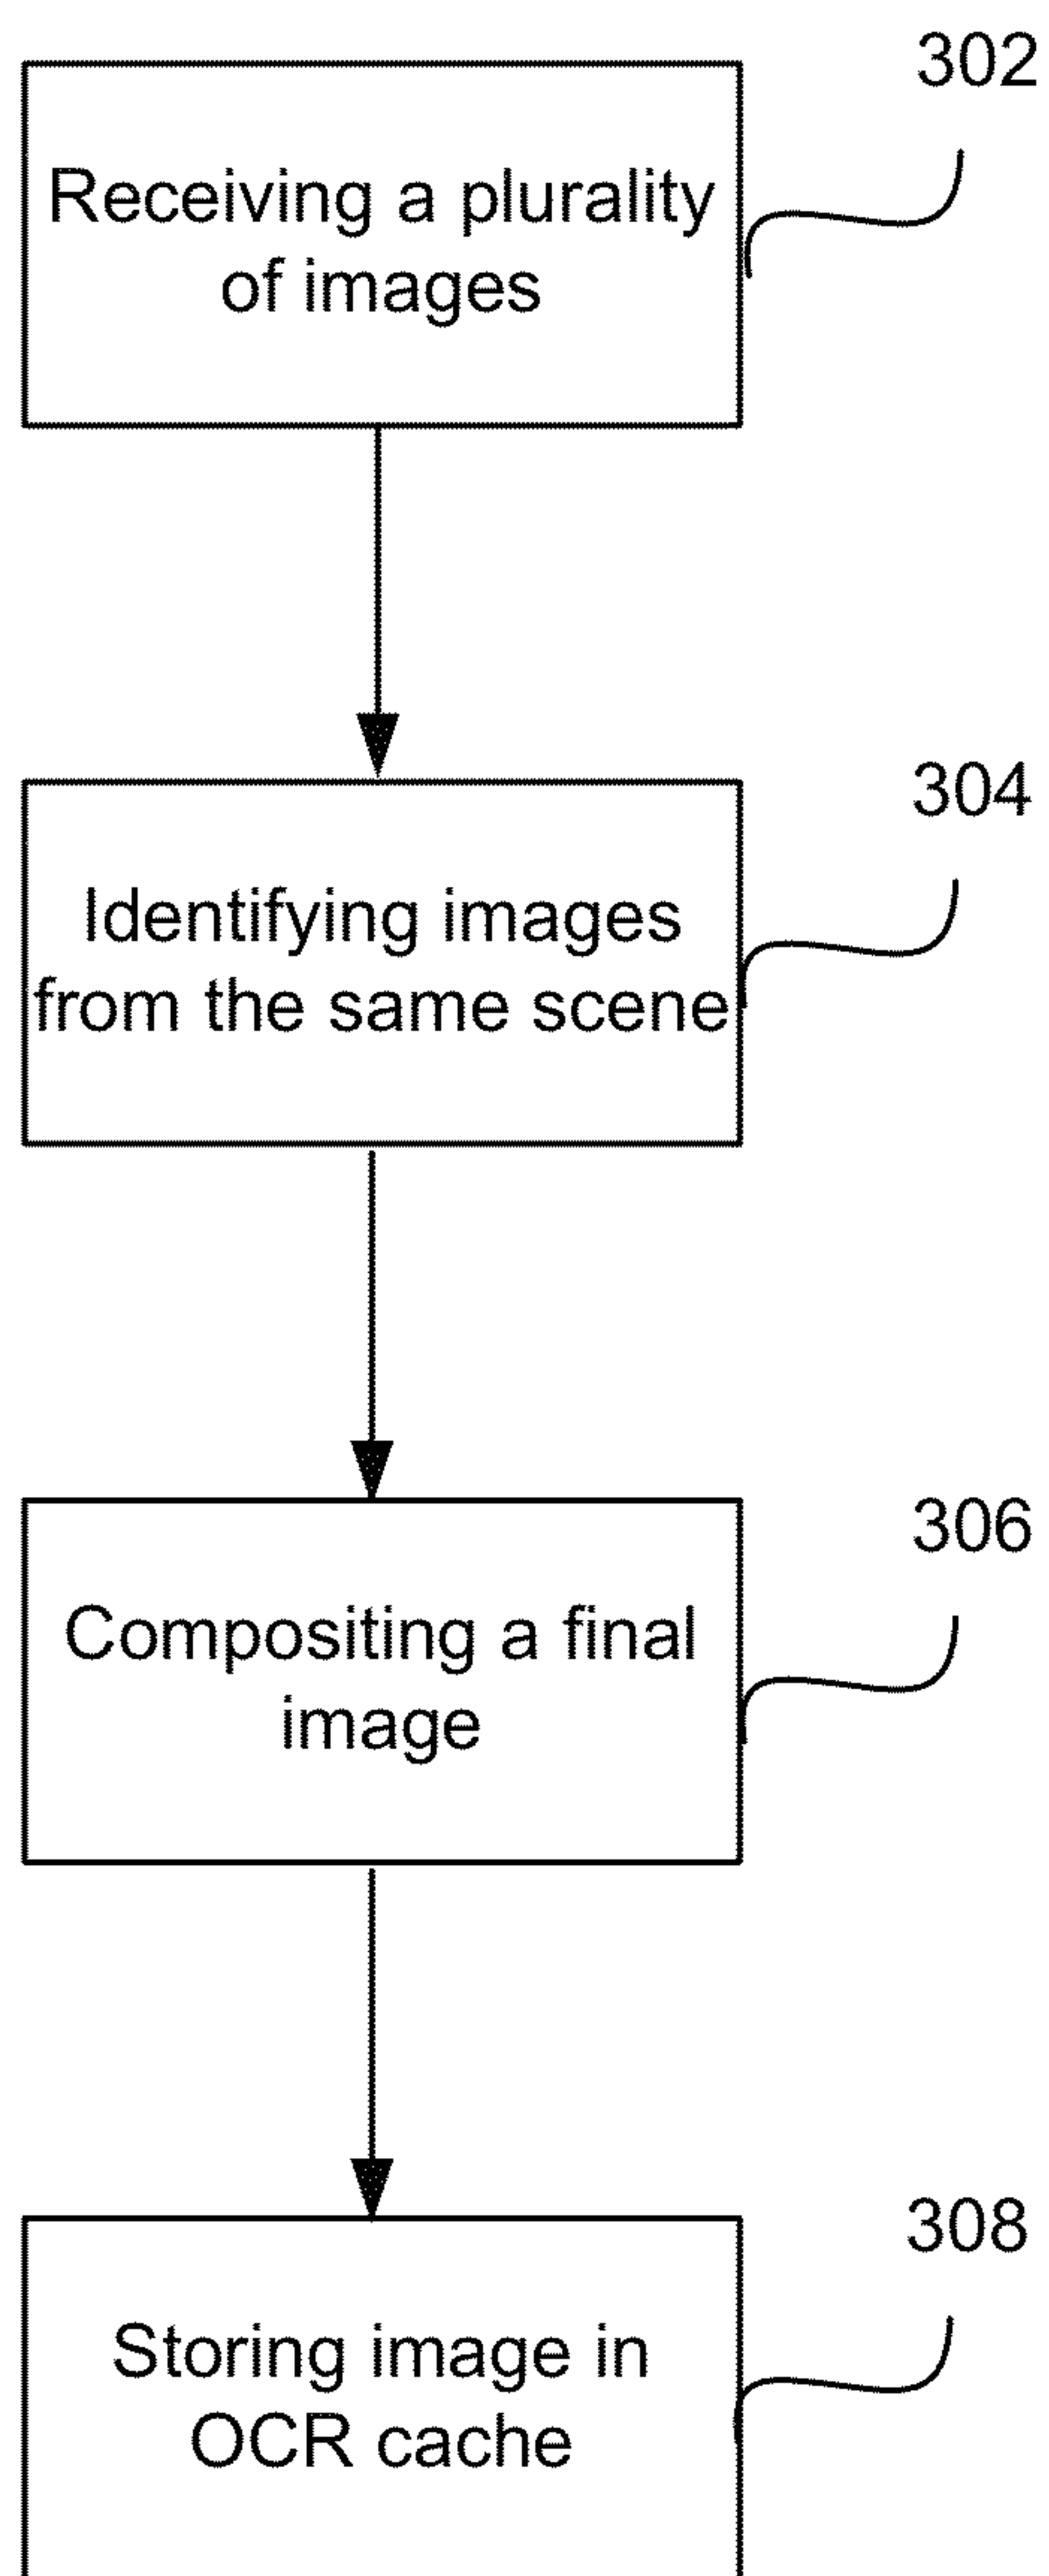 302
Receiving a plurality
of images
304
Identifying images
from the same scene
306
Compositing a final
image
308
Storing image in
OCR cache